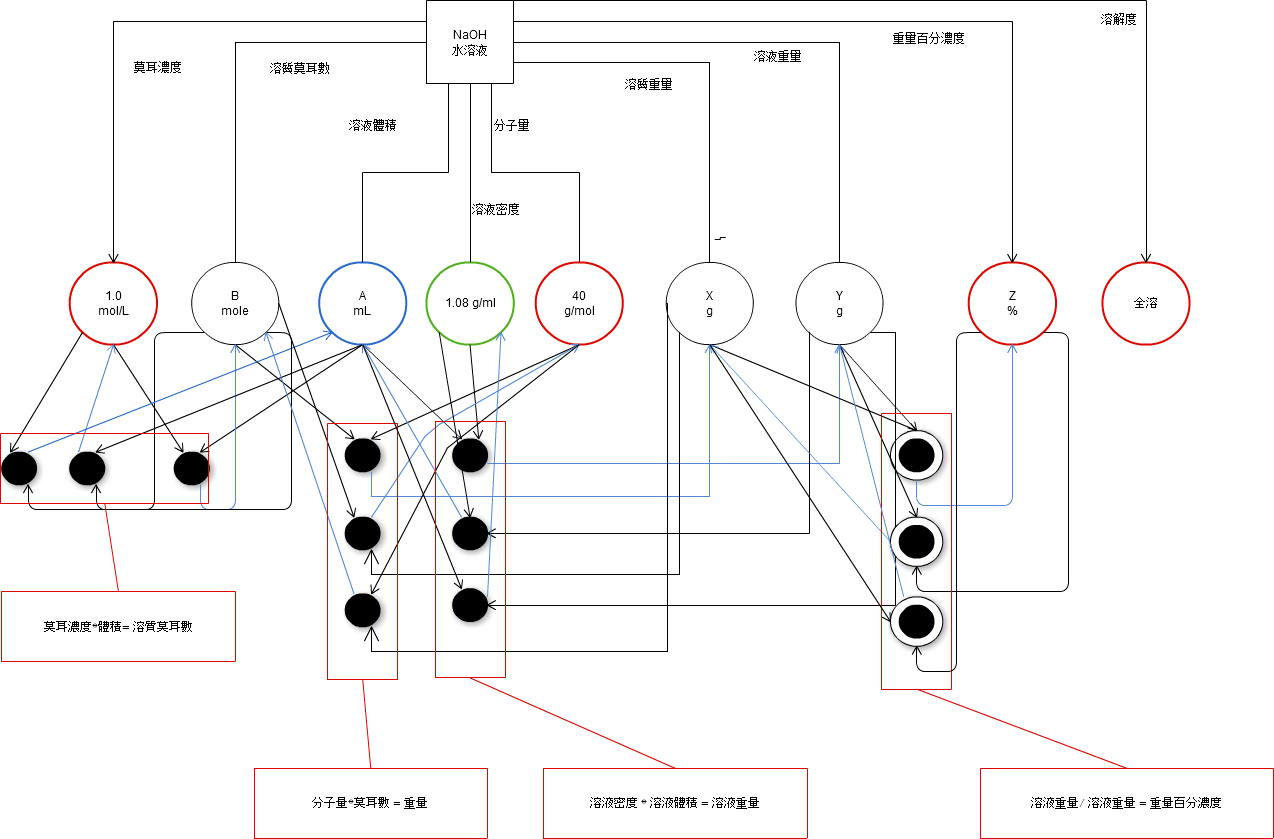 NaOH
水溶液
溶解度
重量百分濃度
溶液重量
莫耳濃度
溶質莫耳數
溶質重量
溶液體積
分子量
溶液密度
1.0
mol/L
B
mole
A
mL
1.08 g/ml
40
g/mol
X
g
Y
g
Z
%
全溶
莫耳濃度*體積= 溶質莫耳數
分子量*莫耳數 = 重量
溶液密度 * 溶液體積 = 溶液重量
溶液重量 / 溶液重量 = 重量百分濃度